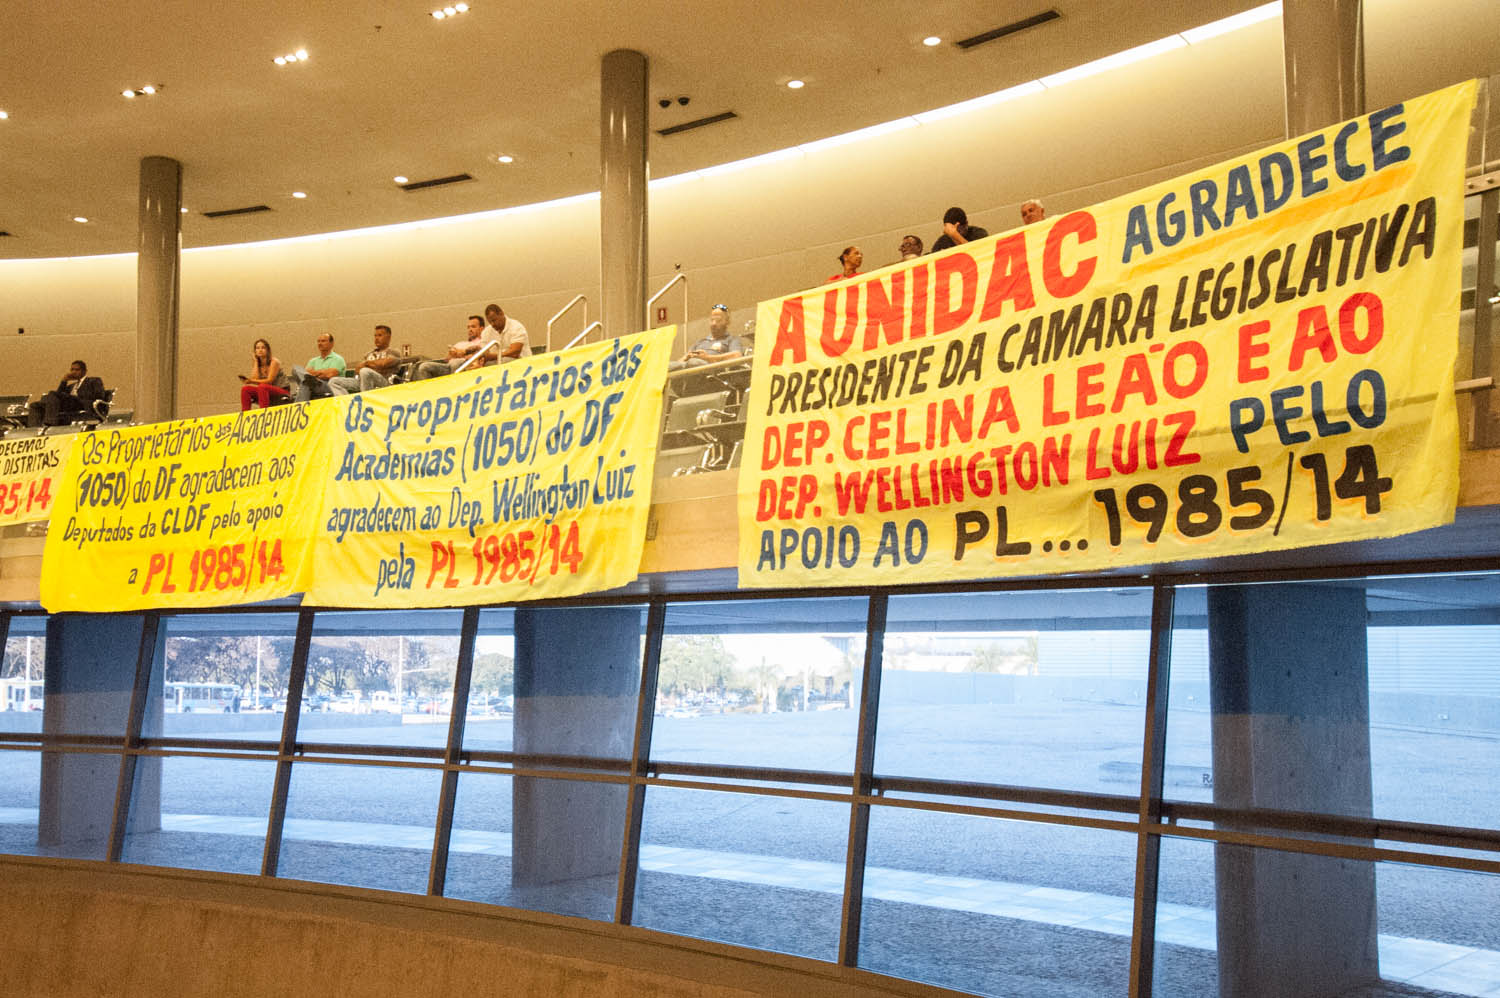 DECEMOS
DISTRITAIS
85/14
Os Proprietários das Academias
(1050) do DF agradecem aos
Deputados da CLDF pelo apoio
a PL 1985/14
Os proprietários das
Academias (1050) do DF
agradecem ao Dep. Wellington Luiz
pela PL 1985/14
A UNIDAC AGRADECE
PRESIDENTE DA CAMARA LEGISLATIVA
DEP. CELINA LEÃO E AO
DEP. WELLINGTON LUIZ PELO
APOIO AO PL...1985/14